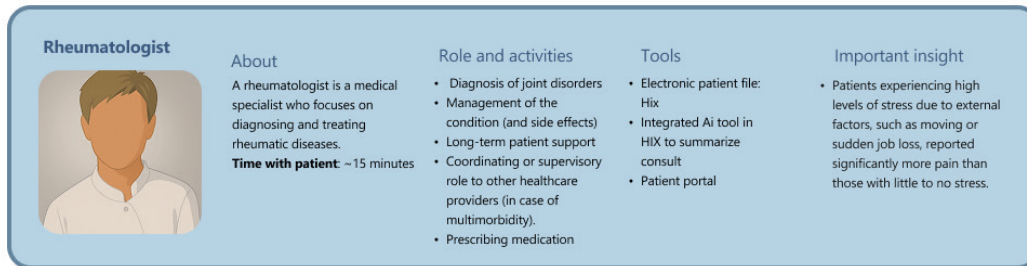 Rheumatologist
About
A rheumatologist is a medical
specialist who focuses on
diagnosing and treating
rheumatic diseases.
Time with patient: ~15 minutes
Role and activities
• Diagnosis of joint disorders
• Management of the
condition (and side effects)
• Long-term patient support
• Coordinating or supervisory
role to other healthcare
providers (in case of
multimorbidity).
• Prescribing medication
Tools
• Electronic patient file:
Hix
• Integrated Ai tool in
HIX to summarize
consult
• Patient portal
Important insight
• Patients experiencing high
levels of stress due to external
factors, such as moving or
sudden job loss, reported
significantly more pain than
those with little to no stress.